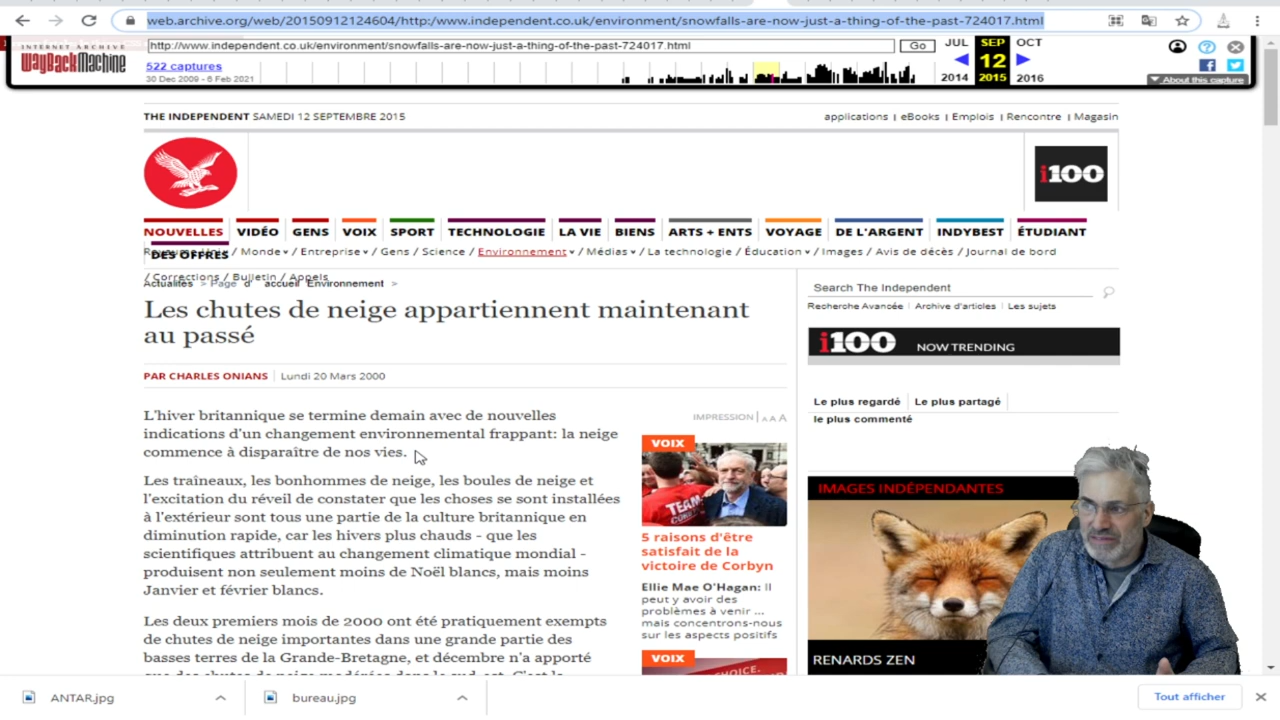 web.archive.org/web/20150912124604/http:/www.independent.co.uk/environment/snowfalls-are-now-just-a-thing-of-the-past-724017.html
INTERNET ARCHIVE
WayBackMachine
http://www.independent.co.uk/environment/snowfalls-are-now-just-a-thing-of-the-past-724017.html
Go
JUL SEP OCT
522 captures
12
30 Dec 2009 - 6 Feb 2021
2014 2015 2016
About this capture
THE INDEPENDENT SAMEDI 12 SEPTEMBRE 2015
applications | eBooks | Emplois | Rencontre | Magasin
i100
NOUVELLES VIDÉO GENS VOIX SPORT TECHNOLOGIE LA VIE BIENS ARTS + ENTS VOYAGE DE L'ARGENT INDYBEST ÉTUDIANT
DES OFFRES
/ Monde / Entreprise / Gens / Science / Environnement / Médias / La technologie / Éducation / Images / Avis de décès / Journal de bord
/ Corrections / Bulletin / Appels
Actualités > Page d' accueil Environnement >
Les chutes de neige appartiennent maintenant
au passé
PAR CHARLES ONIANS | Lundi 20 Mars 2000
L'hiver britannique se termine demain avec de nouvelles
indications d'un changement environnemental frappant: la neige
commence à disparaître de nos vies.
Les traîneaux, les bonhommes de neige, les boules de neige et
l'excitation du réveil de constater que les choses se sont installées
à l'extérieur sont tous une partie de la culture britannique en
diminution rapide, car les hivers plus chauds - que les
scientifiques attribuent au changement climatique mondial -
produisent non seulement moins de Noël blancs, mais moins
Janvier et février blancs.
Les deux premiers mois de 2000 ont été pratiquement exempts
de chutes de neige importantes dans une grande partie des
basses terres de la Grande-Bretagne, et décembre n'a apporté
que des chutes de neige modérées dans le sud-est. C'est le
IMPRESSION | A A A
VOIX
5 raisons d'être
satisfait de la
victoire de Corbyn
Ellie Mae O'Hagan: Il
peut y avoir des
problèmes à venir ...
mais concentrons-nous
sur les aspects positifs
VOIX
Search The Independent
Recherche Avancée | Archive d'articles | Les sujets
i100 NOW TRENDING
Le plus regardé | Le plus partagé
le plus commenté
IMAGES INDÉPENDANTES
RENARDS ZEN
ANTAR.jpg
bureau.jpg
Tout afficher